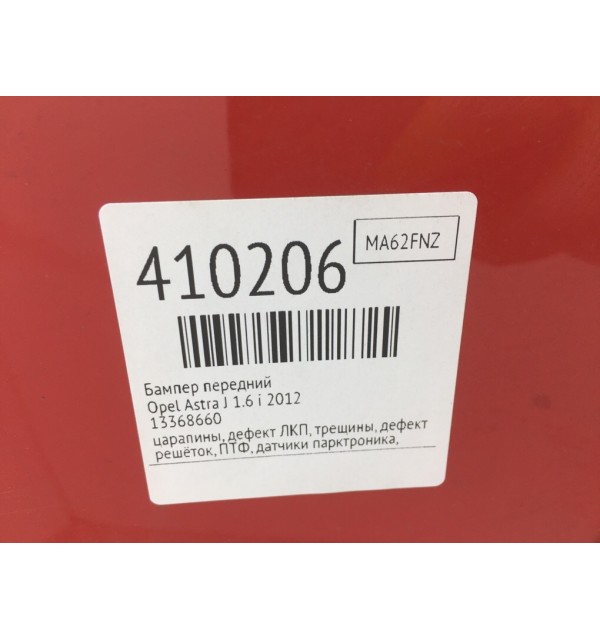 410206
MA62FNZ
Бампер передний
Opel Astra J 1.6 i 2012
13368660
царапины, дефект ЛКП, трещины, дефект
решёток, ПТФ, датчики парктроника,